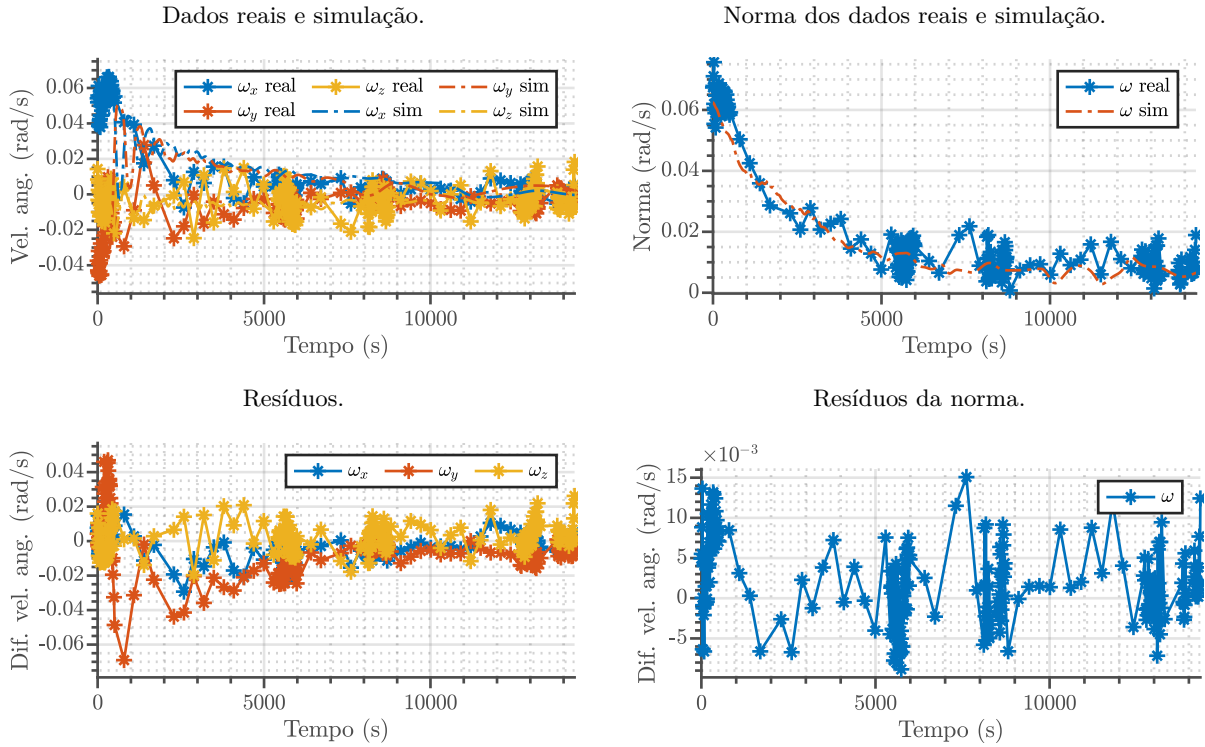 Dados reais e simulação.
Vel. ang. (rad/s)
0.06
0.04
0.02
0
-0.02
-0.04
ωx real
ωz real
ωy sim
ωy real
ωx sim
ωz sim
0
5000
10000
Tempo (s)
Norma dos dados reais e simulação.
Norma (rad/s)
0.06
0.04
0.02
0
ω real
ω sim
0
5000
10000
Tempo (s)
Resíduos.
Dif. vel. ang. (rad/s)
0.04
0.02
0
-0.02
-0.04
-0.06
ωx
ωy
ωz
0
5000
10000
Tempo (s)
Resíduos da norma.
×10⁻³
Dif. vel. ang. (rad/s)
15
10
5
0
-5
ω
0
5000
10000
Tempo (s)